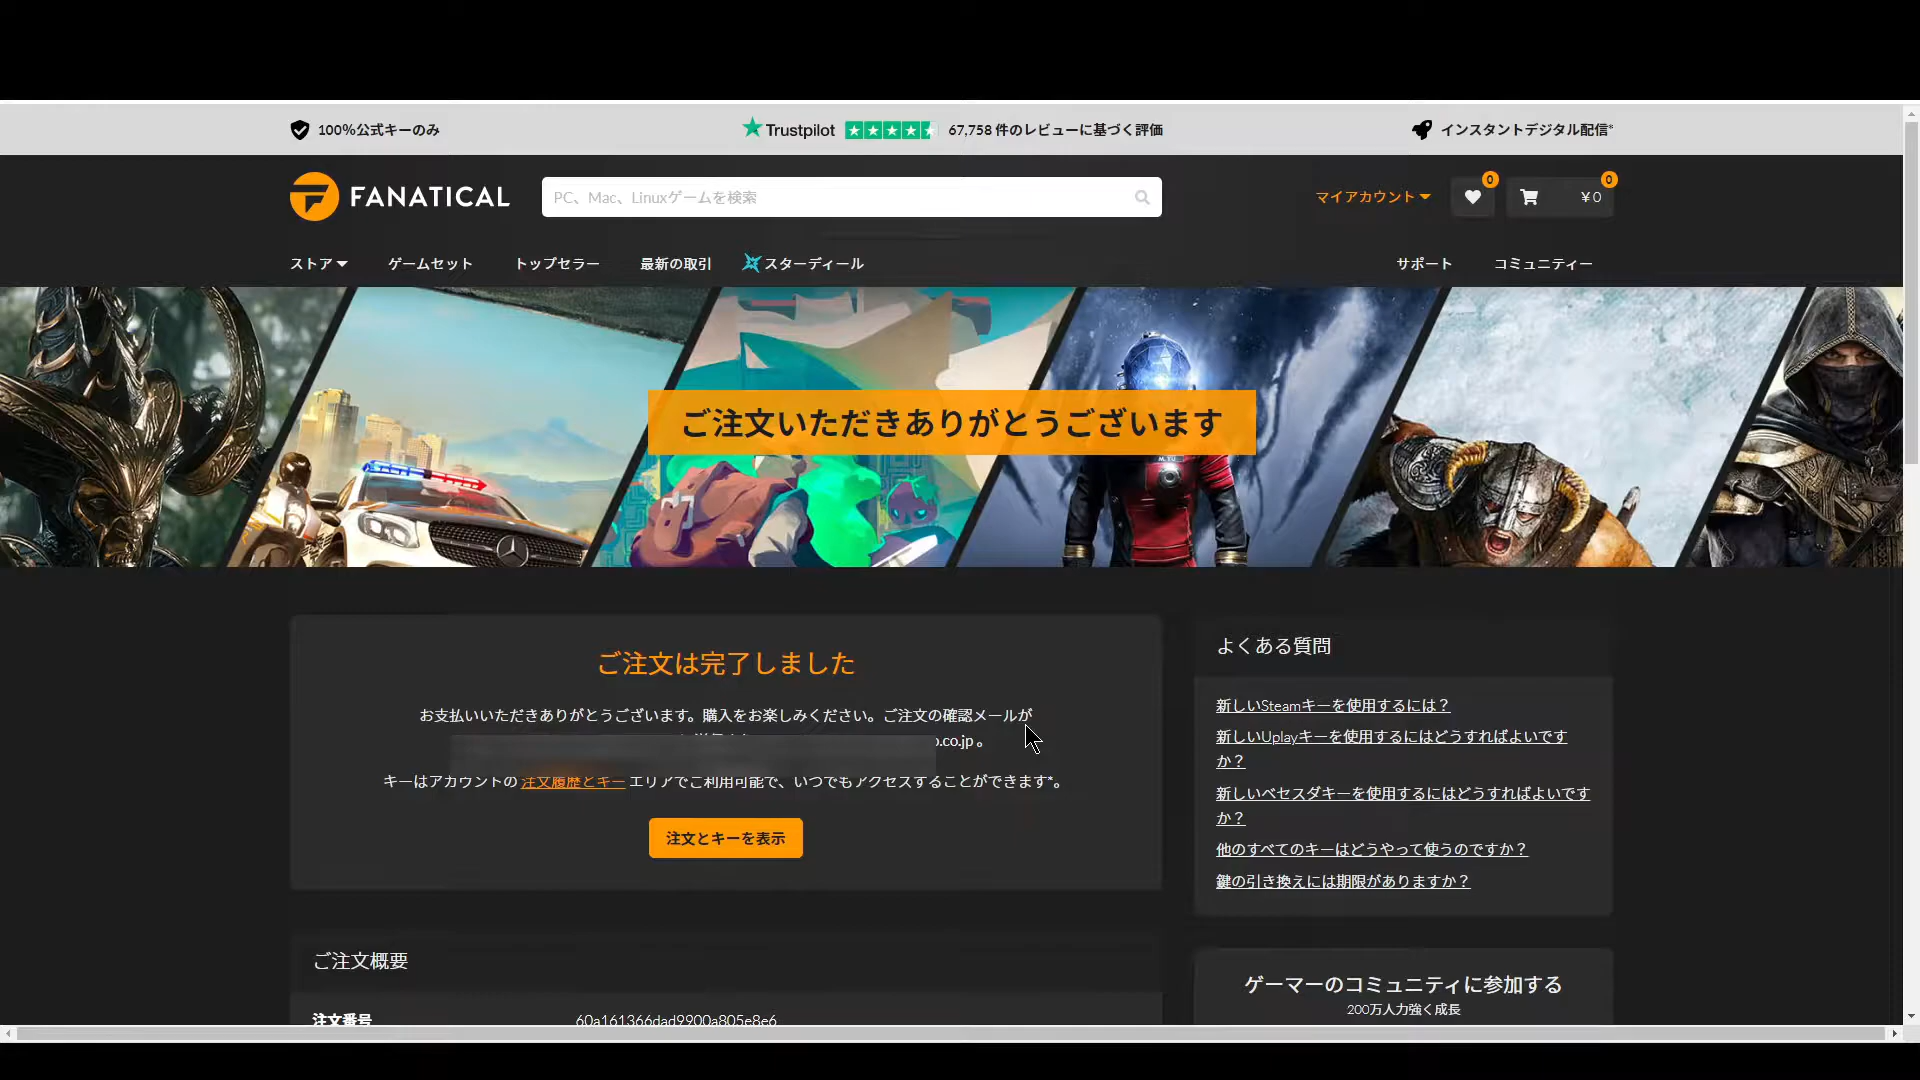 100%公式キーのみ
Trustpilot
67,758 件のレビューに基づく評価
インスタントデジタル配信*
FANATICAL
PC、Mac、Linuxゲームを検索
マイアカウント
0
0
¥0
ストア
ゲームセット
トップセラー
最新の取引
スターディール
サポート
コミュニティー
ご注文いただきありがとうございます
ご注文は完了しました
お支払いいただきありがとうございます。購入をお楽しみください。ご注文の確認メールが
.co.jp 。
キーはアカウントの 注文履歴とキー エリアでご利用可能で、いつでもアクセスすることができます*。
注文とキーを表示
よくある質問
新しいSteamキーを使用するには？
新しいUplayキーを使用するにはどうすればよいです
か？
新しいベセスダキーを使用するにはどうすればよいです
か？
他のすべてのキーはどうやって使うのですか？
鍵の引き換えには期限がありますか？
ご注文概要
注文番号
60a161366dad9900a805e8e6
ゲーマーのコミュニティに参加する
200万人力強く成長